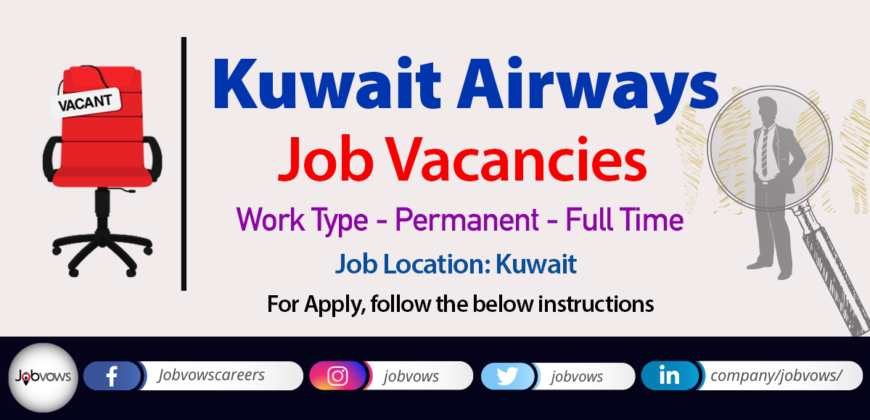 VACANT
Kuwait Airways
Job Vacancies
Work Type - Permanent - Full Time
Job Location: Kuwait
For Apply, follow the below instructions
Jobvows
Jobvowscareers
jobvows
jobvows
company/jobvows/